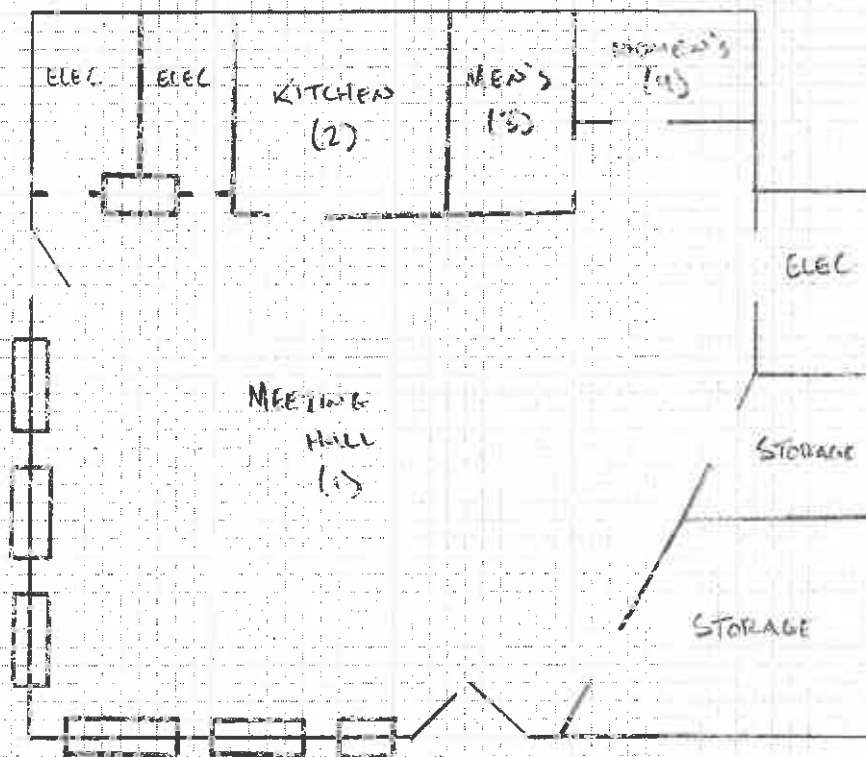 ELEC
ELEC
KITCHEN
(2)
MEN'S
(3)
WOMEN'S
(4)
ELEC
MEETING
HALL
(1)
STORAGE
STORAGE